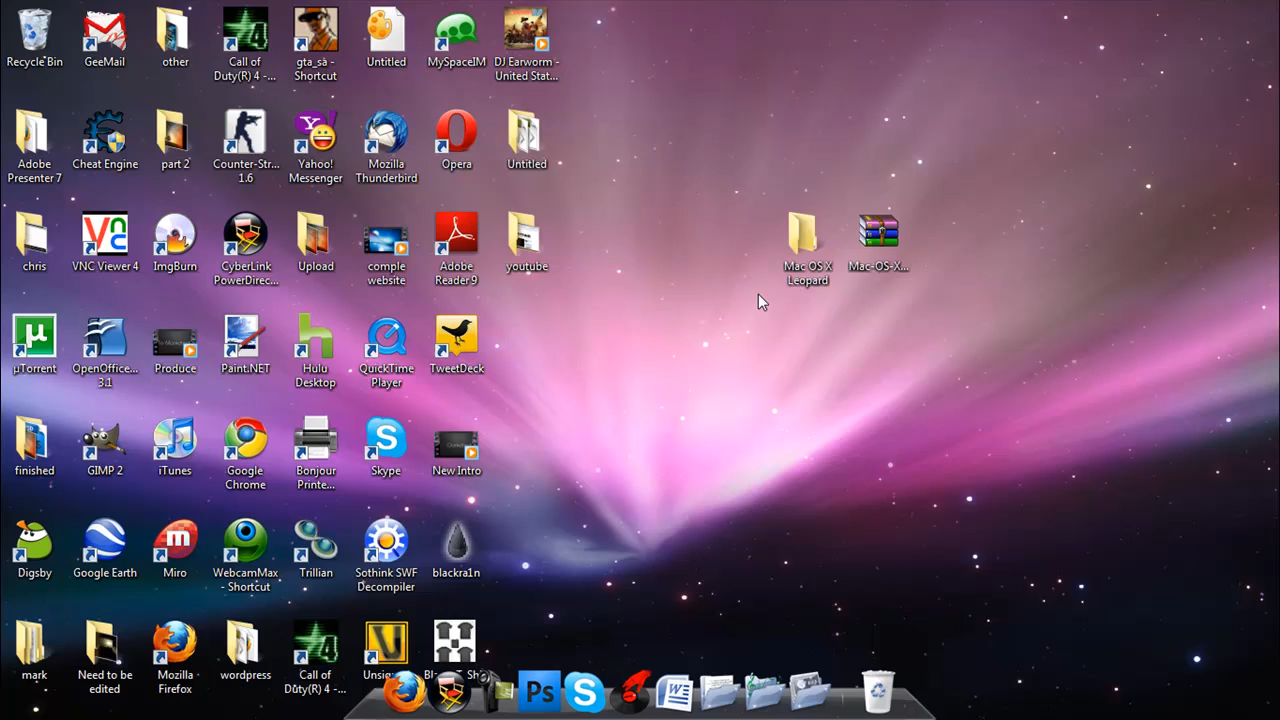 Recycle Bin
GeeMail
other
Call of
Duty(R) 4 -...
gta_sa -
Shortcut
Untitled
MySpaceIM
DJ Earworm -
United Stat...
Adobe
Presenter 7
Cheat Engine
part 2
Counter-Str...
1.6
Yahoo!
Messenger
Mozilla
Thunderbird
Opera
Untitled
chris
VNC Viewer 4
ImgBurn
CyberLink
PowerDirec...
Upload
comple
website
Adobe
Reader 9
youtube
Mac OS X
Leopard
Mac-OS-X...
µTorrent
OpenOffice...
3.1
Produce
Paint.NET
Hulu
Desktop
QuickTime
Player
TweetDeck
finished
GIMP 2
iTunes
Google
Chrome
Bonjour
Printe...
Skype
New Intro
Digsby
Google Earth
Miro
WebcamMax
- Shortcut
Trillian
Sothink SWF
Decompiler
blackra1n
mark
Need to be
edited
Mozilla
Firefox
wordpress
Call of
Duty(R) 4 -...
Ps